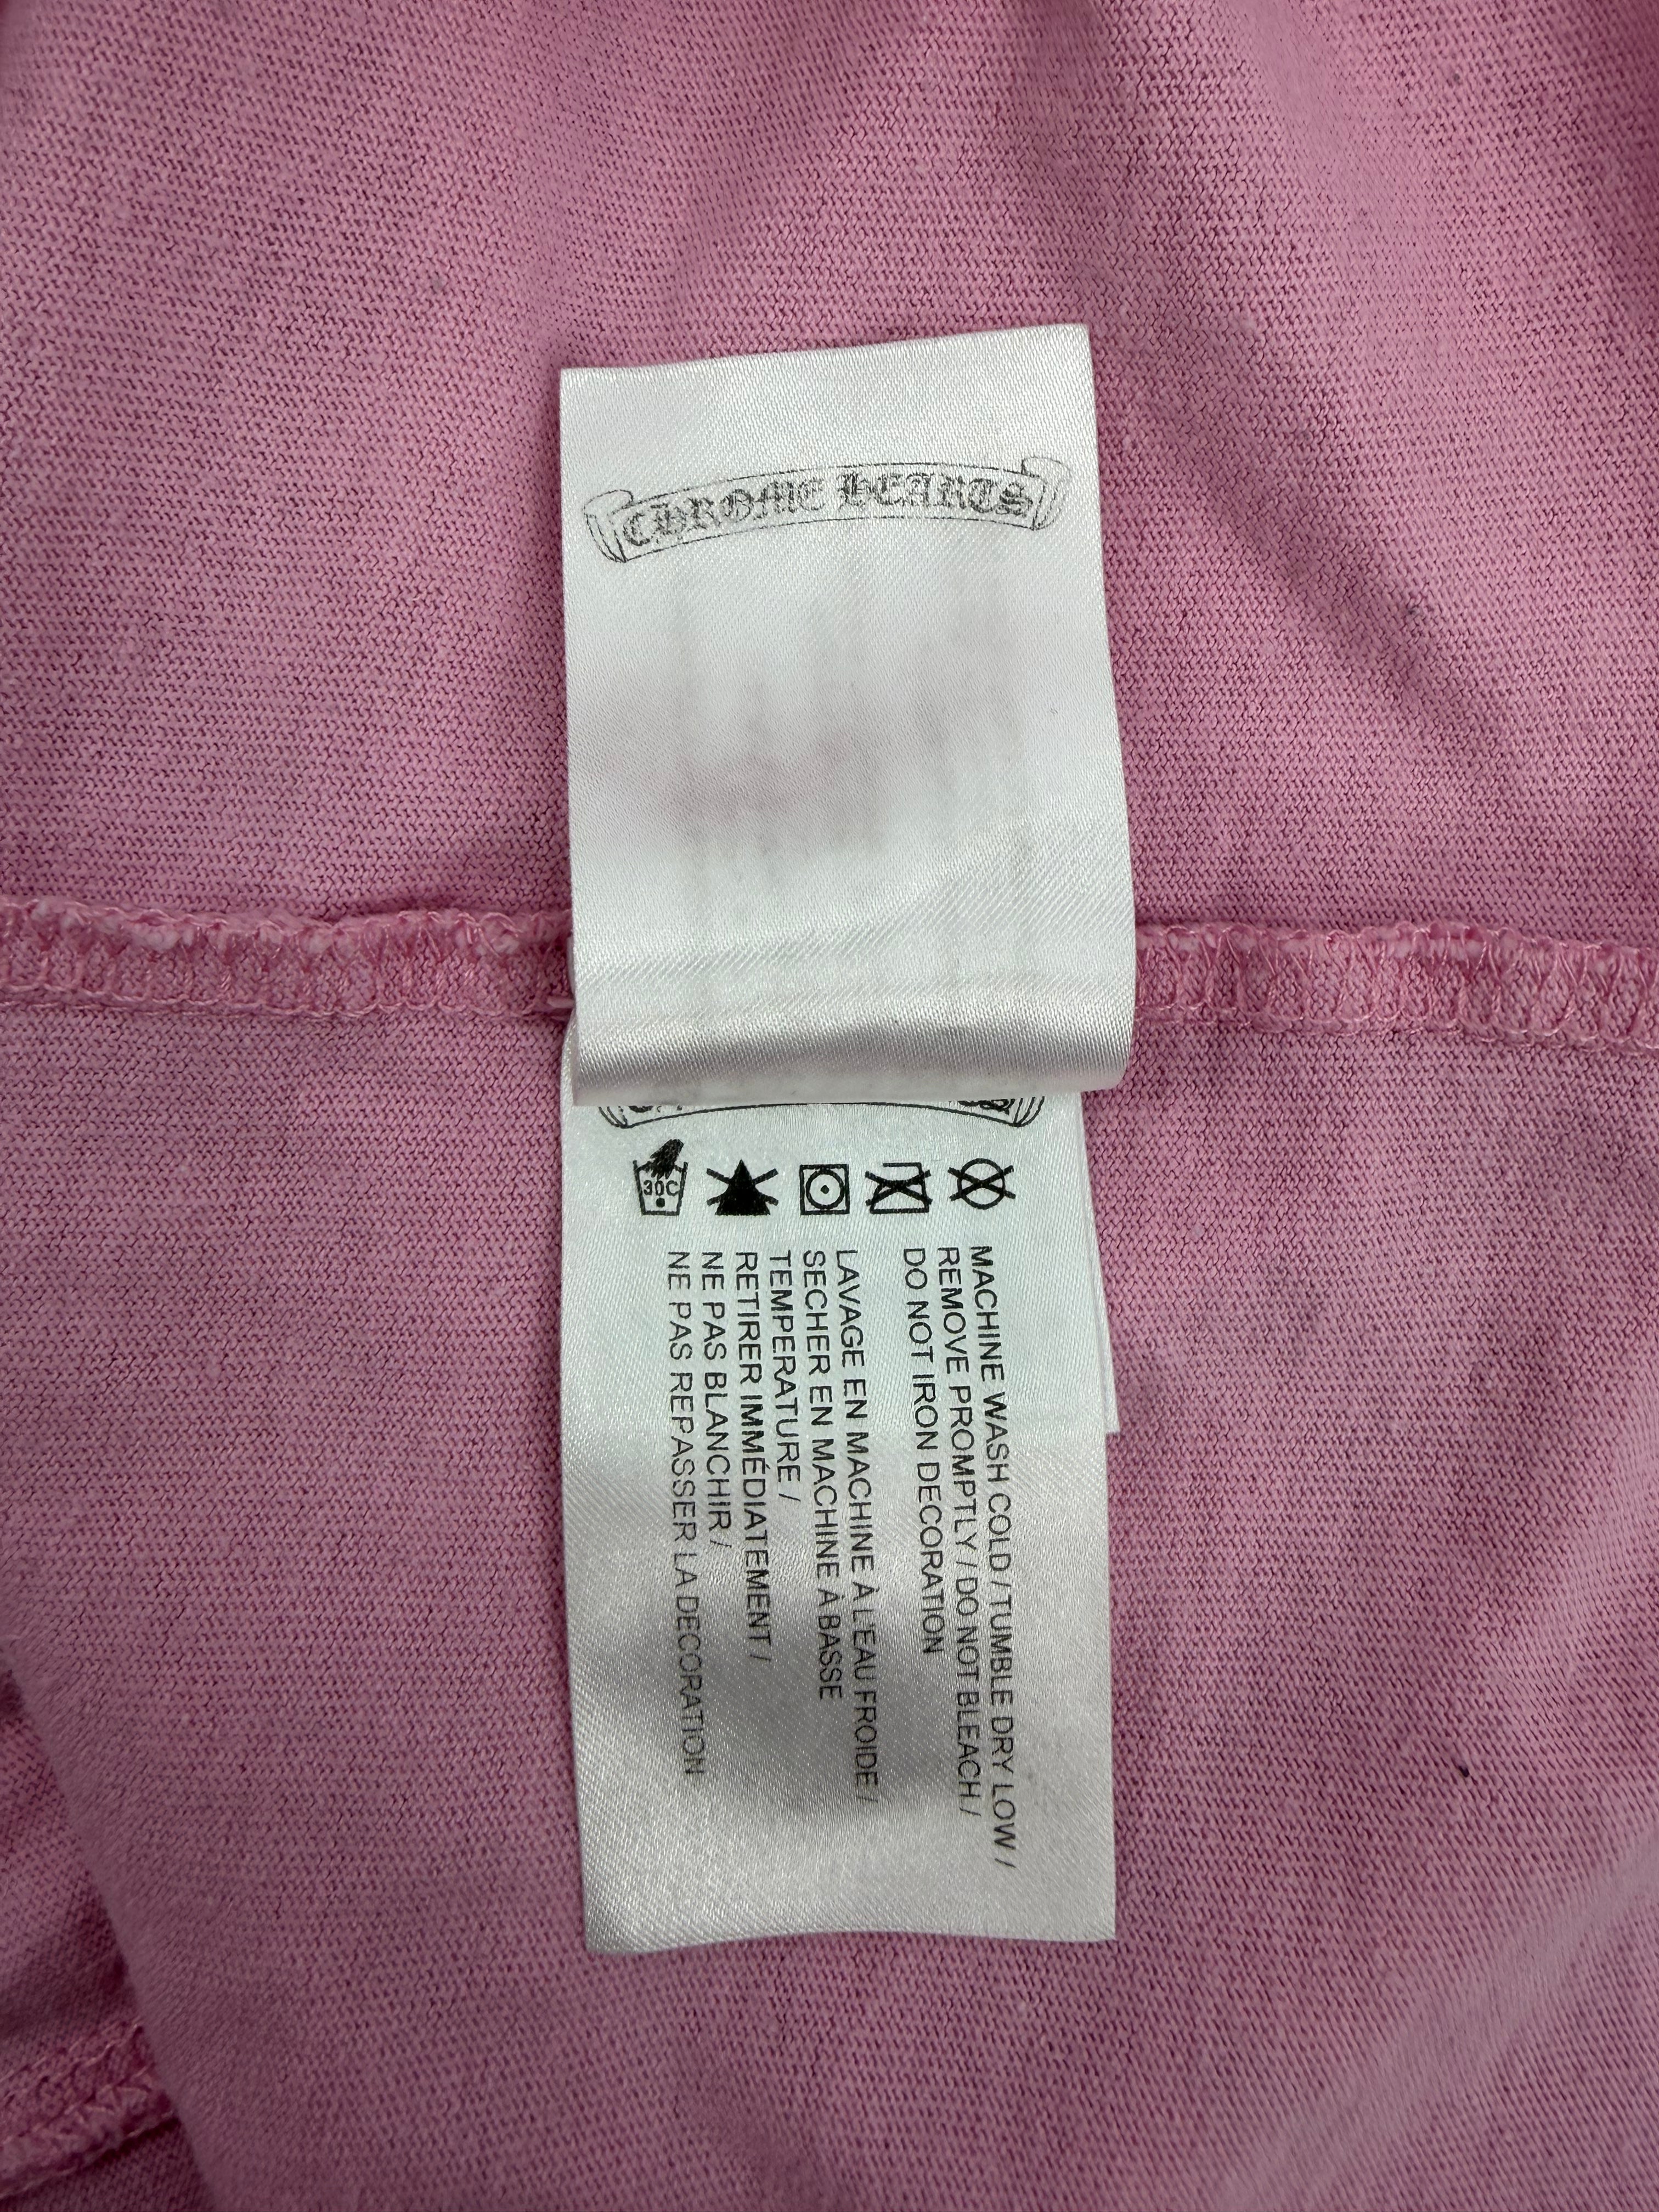 CHROME HEARTS
30C
MACHINE WASH COLD / TUMBLE DRY LOW /
REMOVE PROMPTLY / DO NOT BLEACH /
DO NOT IRON DECORATION
LAVAGE EN MACHINE À L'EAU FROIDE /
SECHER EN MACHINE À BASSE
TEMPERATURE /
RETIRER IMMÉDIATEMENT /
NE PAS BLANCHIR /
NE PAS REPASSER LA DECORATION